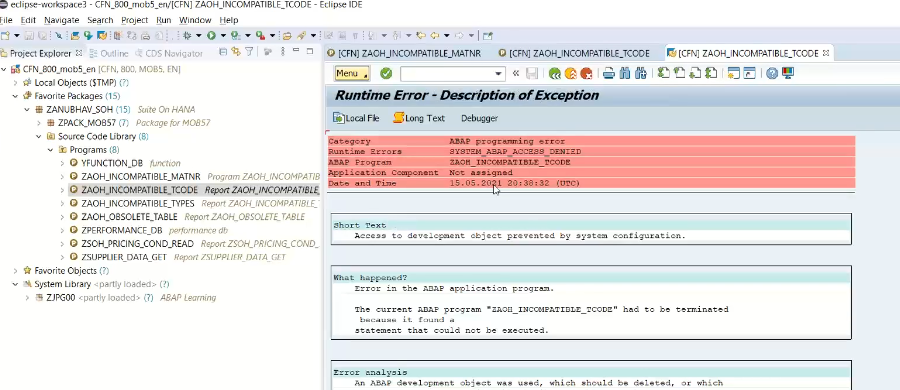 eclipse-workspace3 - CFN_800_mob5_en/[CFN] ZAOH_INCOMPATIBLE_TCODE - Eclipse IDE
File Edit Navigate Search Project Run Window Help
Project Explorer Outline CDS Navigator
CFN_800_mob5_en [CFN, 800, MOB5, EN]
Local Objects ($TMP) (?)
Favorite Packages (15)
ZANUBHAV_SOH (15) Suite On HANA
ZPACK_MOB57 (?) Package for MOB57
Source Code Library (8)
Programs (8)
YFUNCTION_DB function
ZAOH_INCOMPATIBLE_MATNR Program ZAOH_INCOMPATIB
ZAOH_INCOMPATIBLE_TCODE Report ZAOH_INCOMPATIBLE_
ZAOH_INCOMPATIBLE_TYPES Report ZAOH_INCOMPATIBLE_
ZAOH_OBSOLETE_TABLE Report ZAOH_OBSOLETE_TABLE
ZPERFORMANCE_DB performance db
ZSOH_PRICING_COND_READ Report ZSOH_PRICING_COND_
ZSUPPLIER_DATA_GET Report ZSUPPLIER_DATA_GET
Favorite Objects (?)
System Library <partly loaded> (?)
ZJPG00 <partly loaded> (?) ABAP Learning
[CFN] ZAOH_INCOMPATIBLE_MATNR [CFN] ZAOH_INCOMPATIBLE_TCODE [CFN] ZAOH_INCOMPATIBLE_TCODE
Menu
Runtime Error - Description of Exception
Local File Long Text Debugger
Category ABAP programming error
Runtime Errors SYSTEM_ABAP_ACCESS_DENIED
ABAP Program ZAOH_INCOMPATIBLE_TCODE
Application Component Not assigned
Date and Time 15.05.2021 20:38:32 (UTC)
Short Text
Access to development object prevented by system configuration.
What happened?
Error in the ABAP application program.
The current ABAP program "ZAOH_INCOMPATIBLE_TCODE" had to be terminated
because it found a
statement that could not be executed.
Error analysis
An ABAP development object was used, which should be deleted, or which